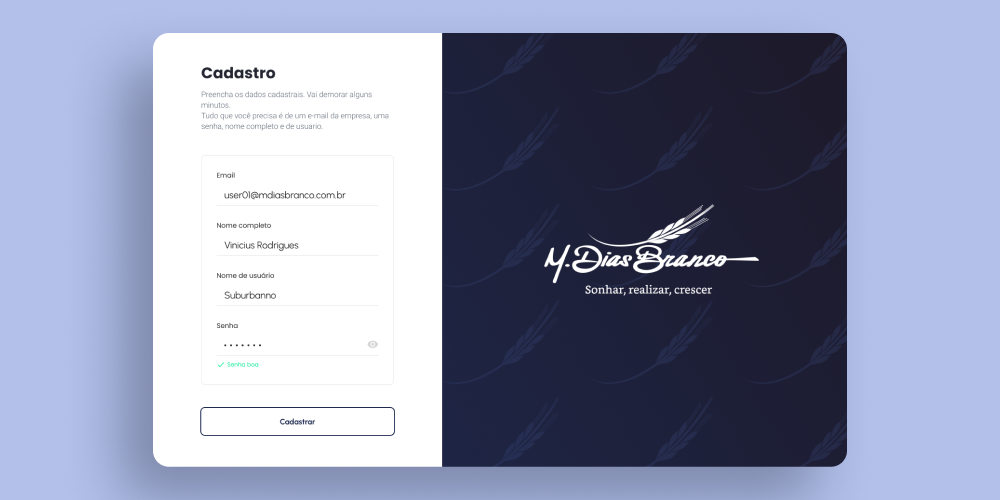 Cadastro
Preencha os dados cadastrais. Vai demorar alguns
minutos.
Tudo que você precisa é de um e-mail da empresa, uma
senha, nome completo e de usuario.
Email
user01@mdiasbranco.com.br
Nome completo
Vinicius Rodrigues
Nome de usuário
Suburbanno
Senha
•••••••
Senha boa
Cadastrar
M. Dias Branco
Sonhar, realizar, crescer